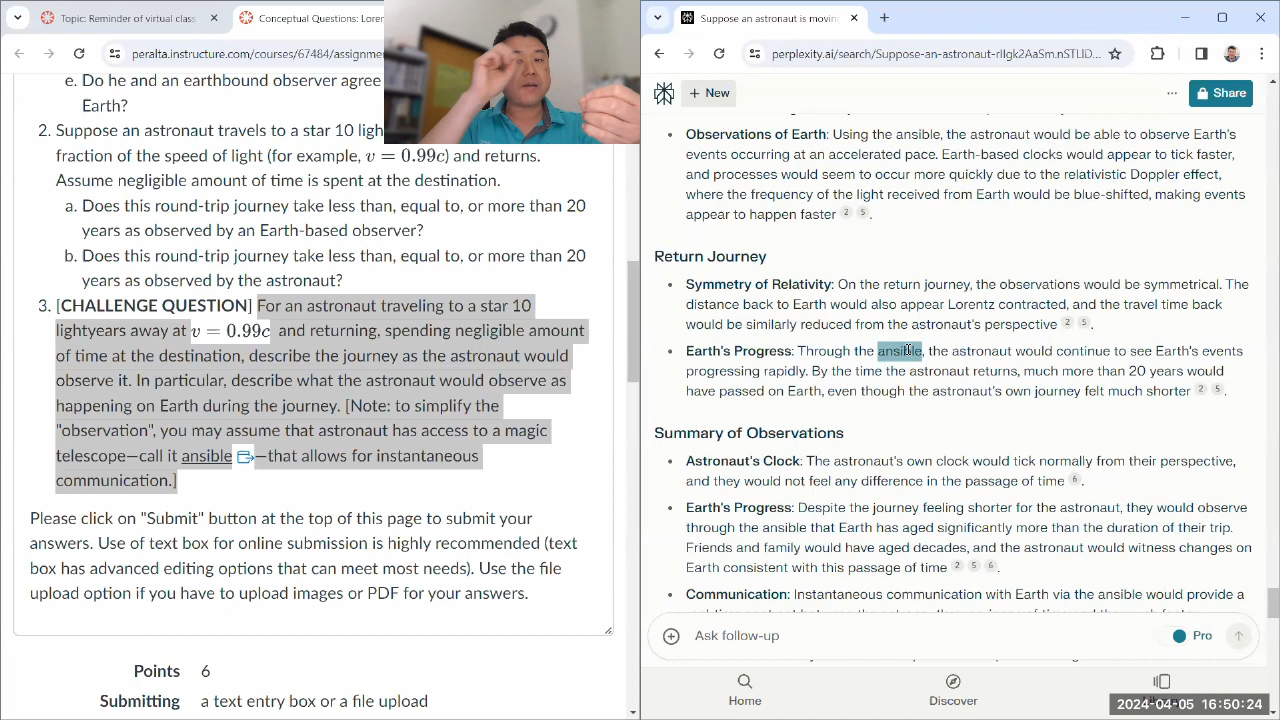 Topic: Reminder of virtual class
Conceptual Questions: Loren
peralta.instructure.com/courses/67484/assignme
e. Do he and an earthbound observer agree
Earth?
2. Suppose an astronaut travels to a star 10 ligh
fraction of the speed of light (for example, v = 0.99c) and returns.
Assume negligible amount of time is spent at the destination.
a. Does this round-trip journey take less than, equal to, or more than 20
years as observed by an Earth-based observer?
b. Does this round-trip journey take less than, equal to, or more than 20
years as observed by the astronaut?
3. [CHALLENGE QUESTION] For an astronaut traveling to a star 10
lightyears away at v = 0.99c and returning, spending negligible amount
of time at the destination, describe the journey as the astronaut would
observe it. In particular, describe what the astronaut would observe as
happening on Earth during the journey. [Note: to simplify the
"observation", you may assume that astronaut has access to a magic
telescope—call it ansible —that allows for instantaneous
communication.]
Please click on "Submit" button at the top of this page to submit your
answers. Use of text box for online submission is highly recommended (text
box has advanced editing options that can meet most needs). Use the file
upload option if you have to upload images or PDF for your answers.
Points 6
Submitting a text entry box or a file upload
Suppose an astronaut is movin
perplexity.ai/search/Suppose-an-astronaut-rIlgk2AaSm.nSTLlD...
New
Share
• Observations of Earth: Using the ansible, the astronaut would be able to observe Earth's
events occurring at an accelerated pace. Earth-based clocks would appear to tick faster,
and processes would seem to occur more quickly due to the relativistic Doppler effect,
where the frequency of the light received from Earth would be blue-shifted, making events
appear to happen faster 2 5 .
Return Journey
• Symmetry of Relativity: On the return journey, the observations would be symmetrical. The
distance back to Earth would also appear Lorentz contracted, and the travel time back
would be similarly reduced from the astronaut's perspective 2 5 .
• Earth's Progress: Through the ansible, the astronaut would continue to see Earth's events
progressing rapidly. By the time the astronaut returns, much more than 20 years would
have passed on Earth, even though the astronaut's own journey felt much shorter 2 5 .
Summary of Observations
• Astronaut's Clock: The astronaut's own clock would tick normally from their perspective,
and they would not feel any difference in the passage of time 6 .
• Earth's Progress: Despite the journey feeling shorter for the astronaut, they would observe
through the ansible that Earth has aged significantly more than the duration of their trip.
Friends and family would have aged decades, and the astronaut would witness changes on
Earth consistent with this passage of time 2 5 6 .
• Communication: Instantaneous communication with Earth via the ansible would provide a
Ask follow-up
Pro
Home
Discover
2024-04-05 16:50:24